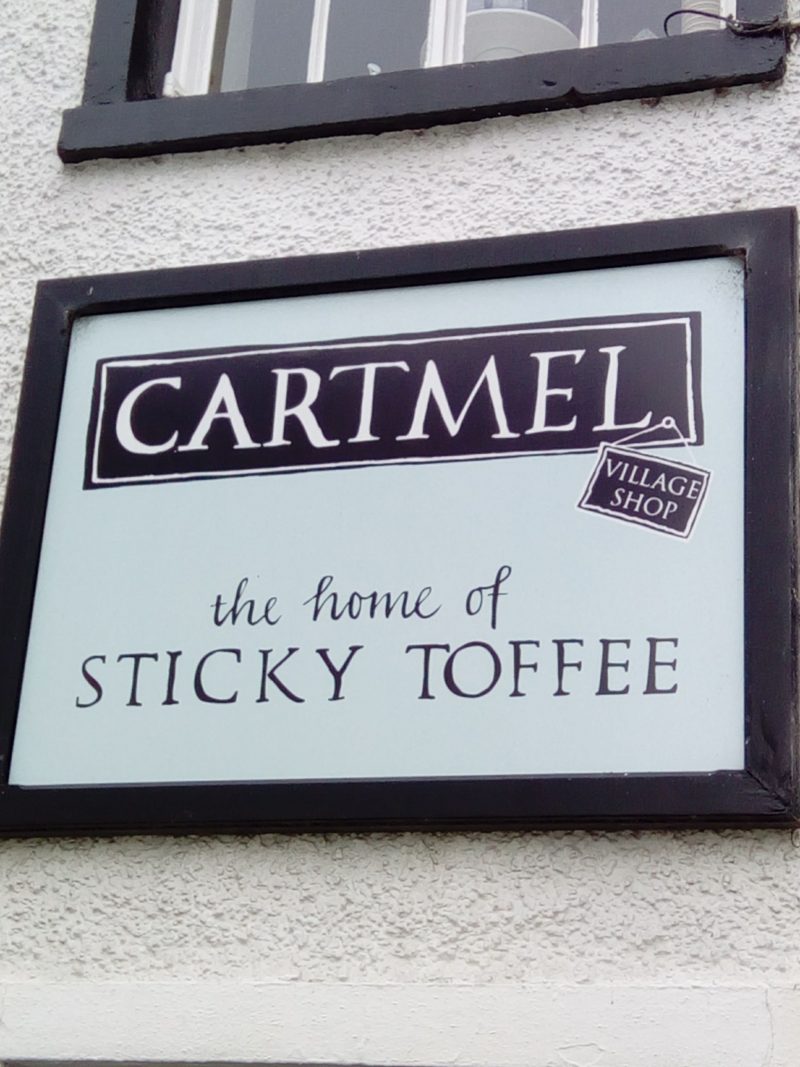 CARTMEL
VILLAGE
SHOP
the home of
STICKY TOFFEE